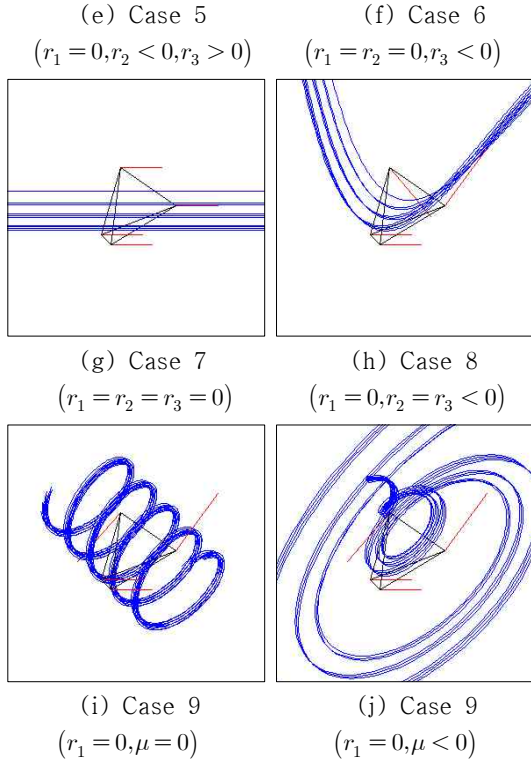 (e) Case 5 (f) Case 6
(r₁ = 0, r₂ < 0, r₃ > 0) (r₁ = r₂ = 0, r₃ < 0)
(g) Case 7 (h) Case 8
(r₁ = r₂ = r₃ = 0) (r₁ = 0, r₂ = r₃ < 0)
(i) Case 9 (j) Case 9
(r₁ = 0, μ = 0) (r₁ = 0, μ < 0)